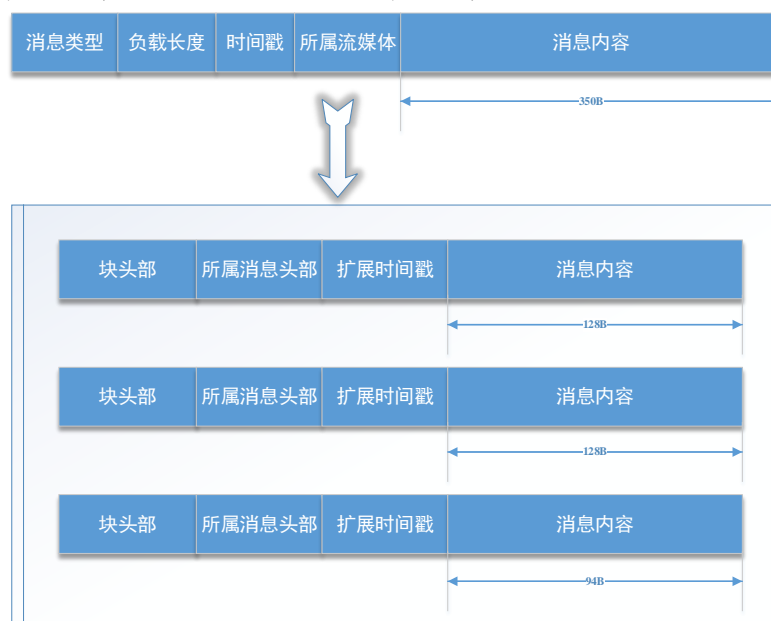 消息类型 负载长度 时间戳 所属流媒体 消息内容
350B
块头部 所属消息头部 扩展时间戳 消息内容
128B
块头部 所属消息头部 扩展时间戳 消息内容
128B
块头部 所属消息头部 扩展时间戳 消息内容
94B